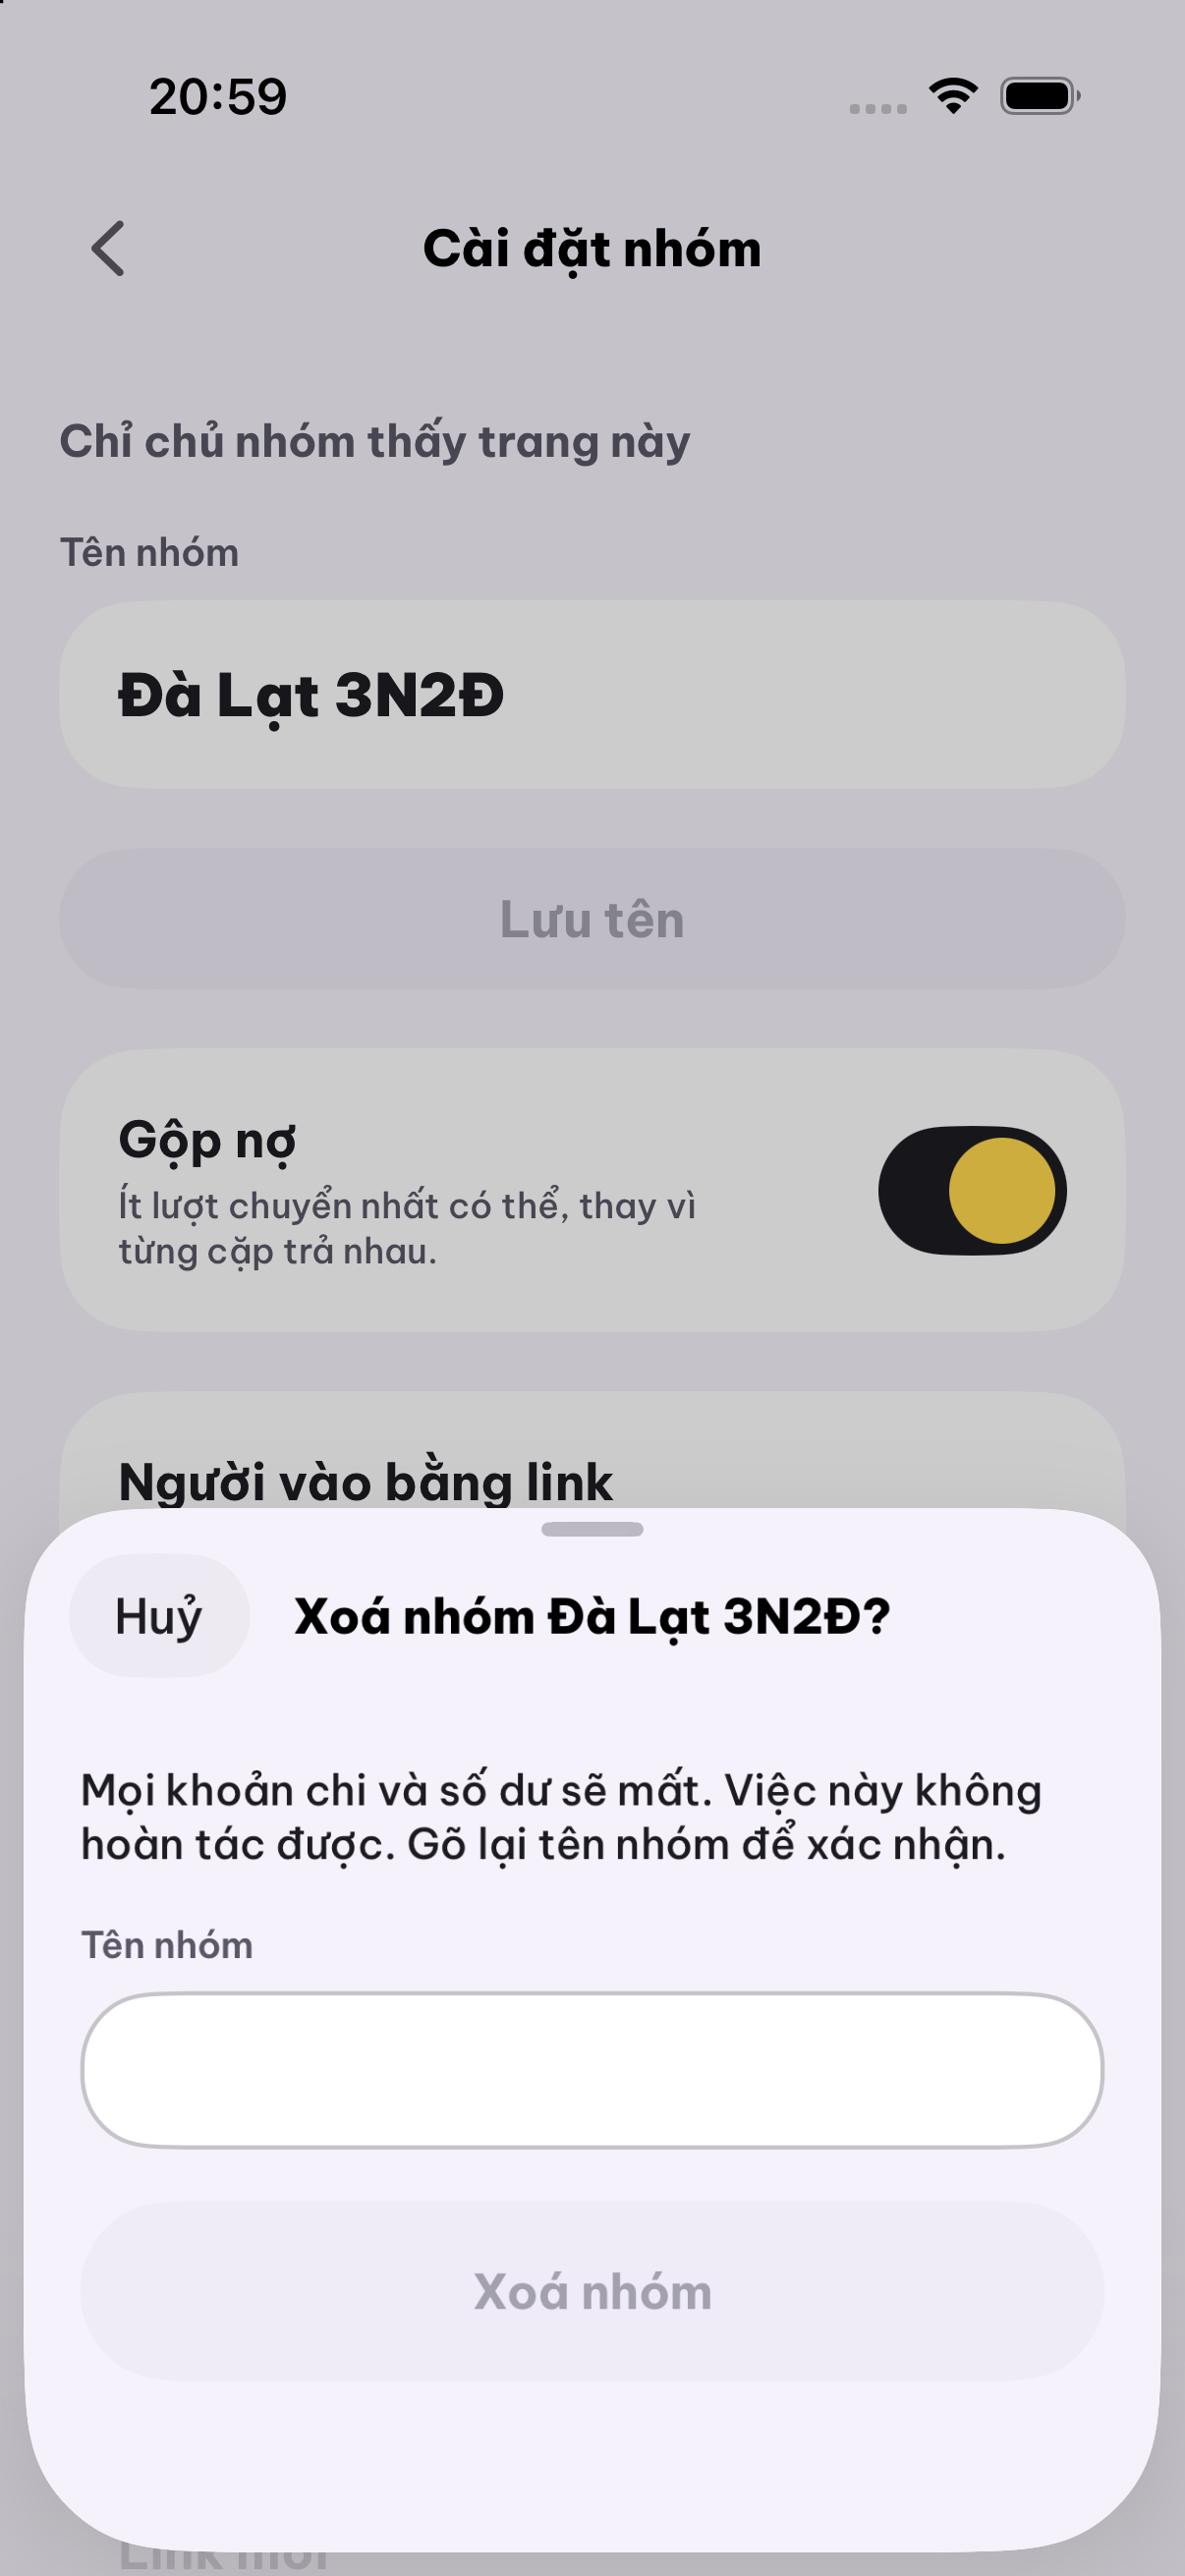 20:59
Cài đặt nhóm
Chỉ chủ nhóm thấy trang này
Tên nhóm
Đà Lạt 3N2Đ
Lưu tên
Gộp nợ
Ít lượt chuyển nhất có thể, thay vì
từng cặp trả nhau.
Người vào bằng link
Huỷ
Xoá nhóm Đà Lạt 3N2Đ?
Mọi khoản chi và số dư sẽ mất. Việc này không
hoàn tác được. Gõ lại tên nhóm để xác nhận.
Tên nhóm
Xoá nhóm
Link mời